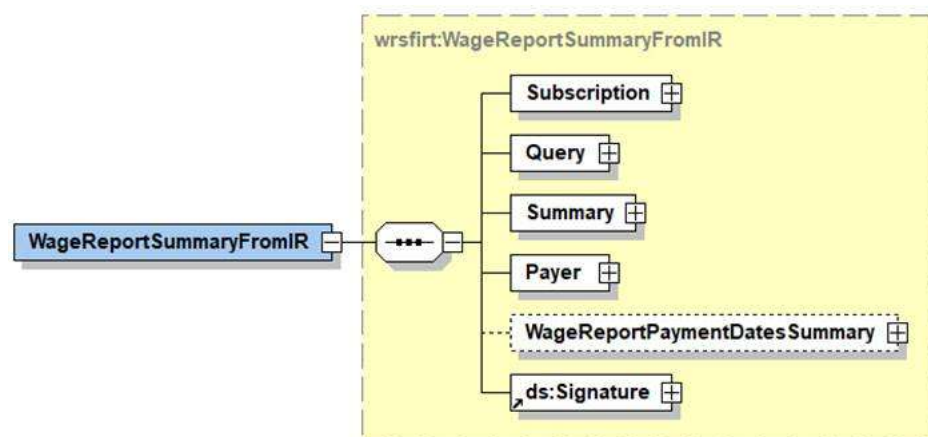 wrsfirt:WageReportSummaryFromIR
Subscription
Query
Summary
WageReportSummaryFromIR
Payer
WageReportPaymentDatesSummary
ds:Signature